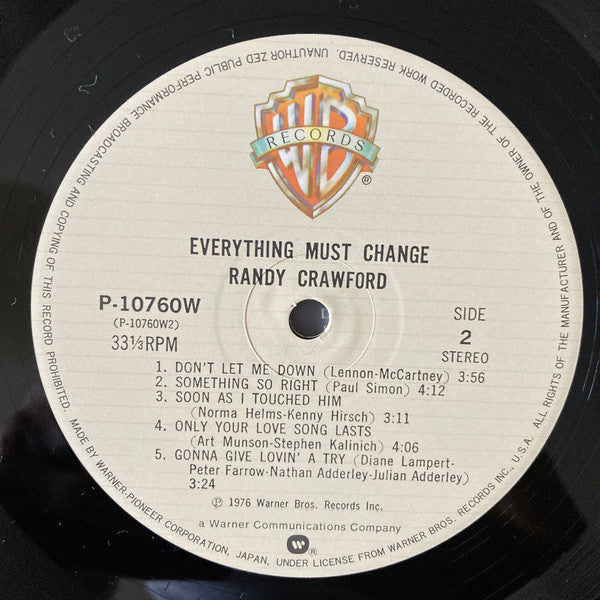 WB
RECORDS
®
EVERYTHING MUST CHANGE
RANDY CRAWFORD
P-10760W
(P-10760W2)
33⅓RPM
SIDE
2
STEREO
1. DON'T LET ME DOWN (Lennon-McCartney) 3:56
2. SOMETHING SO RIGHT (Paul Simon) 4:12
3. SOON AS I TOUCHED HIM
(Norma Helms-Kenny Hirsch) 3:11
4. ONLY YOUR LOVE SONG LASTS
(Art Munson-Stephen Kalinich) 4:06
5. GONNA GIVE LOVIN' A TRY (Diane Lampert-
Peter Farrow-Nathan Adderley-Julian Adderley)
3:24
℗ 1976 Warner Bros. Records Inc.
a Warner Communications Company
®
MADE BY WARNER-PIONEER CORPORATION, JAPAN, UNDER LICENSE FROM WARNER BROS. RECORDS INC., U.S.A. ALL RIGHTS OF THE MANUFACTURER AND OF THE OWNER OF THE RECORDED WORK RESERVED. UNAUTHORIZED PUBLIC PERFORMANCE BROADCASTING AND COPYING OF THIS RECORD PROHIBITED.